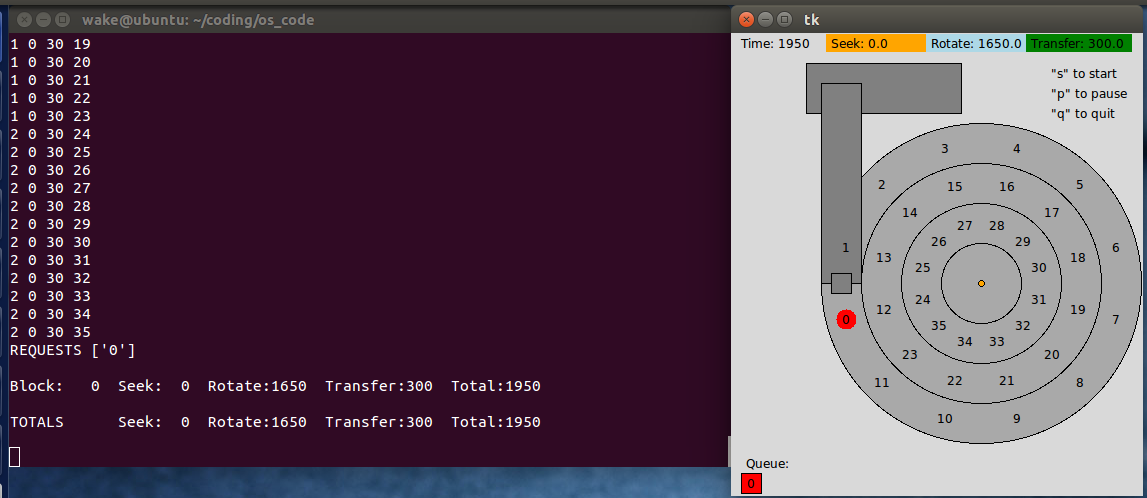 wake@ubuntu: ~/coding/os_code
1 0 30 19
1 0 30 20
1 0 30 21
1 0 30 22
1 0 30 23
2 0 30 24
2 0 30 25
2 0 30 26
2 0 30 27
2 0 30 28
2 0 30 29
2 0 30 30
2 0 30 31
2 0 30 32
2 0 30 33
2 0 30 34
2 0 30 35
REQUESTS ['0']
Block:   0  Seek:  0  Rotate:1650  Transfer:300  Total:1950
TOTALS      Seek:  0  Rotate:1650  Transfer:300  Total:1950
tk
Time: 1950 Seek: 0.0 Rotate: 1650.0 Transfer: 300.0
"s" to start
"p" to pause
"q" to quit
3 4
2 15 16 5
14 27 28 17
1 26 29 6
13 25 30 18
12 24 31 19
0 35 32 7
23 34 33 20
11 22 21 8
10 9
Queue:
0